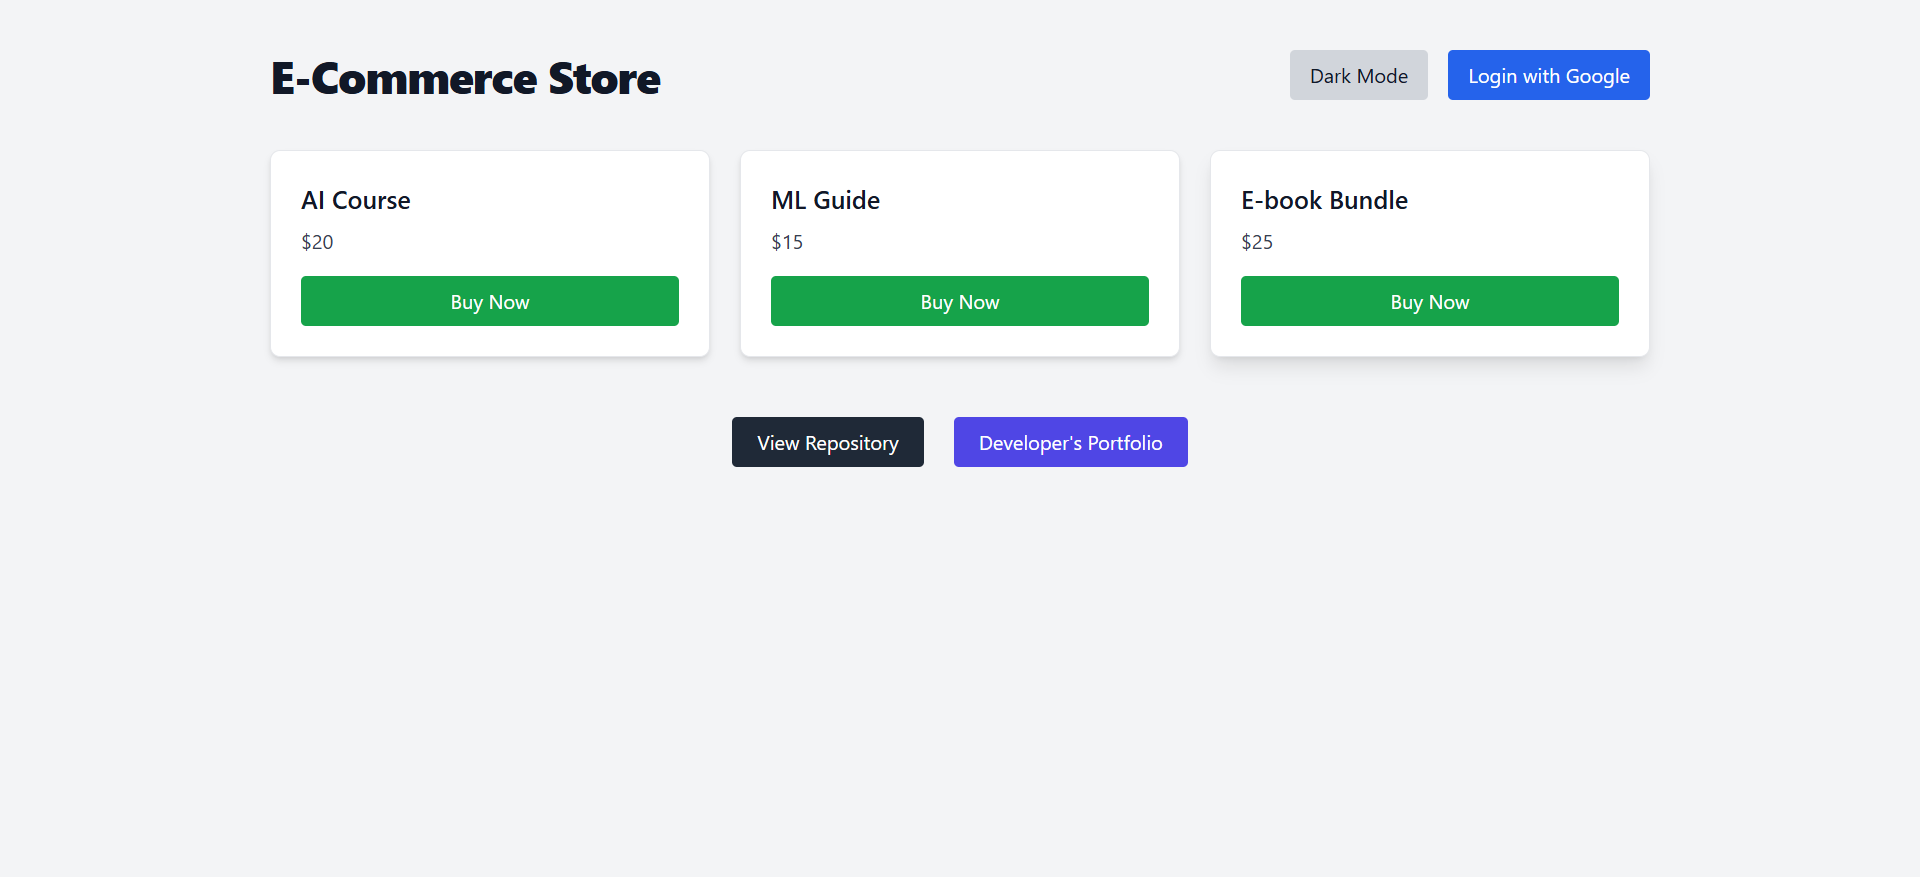 E-Commerce Store
Dark Mode
Login with Google
AI Course
$20
Buy Now
ML Guide
$15
Buy Now
E-book Bundle
$25
Buy Now
View Repository
Developer's Portfolio